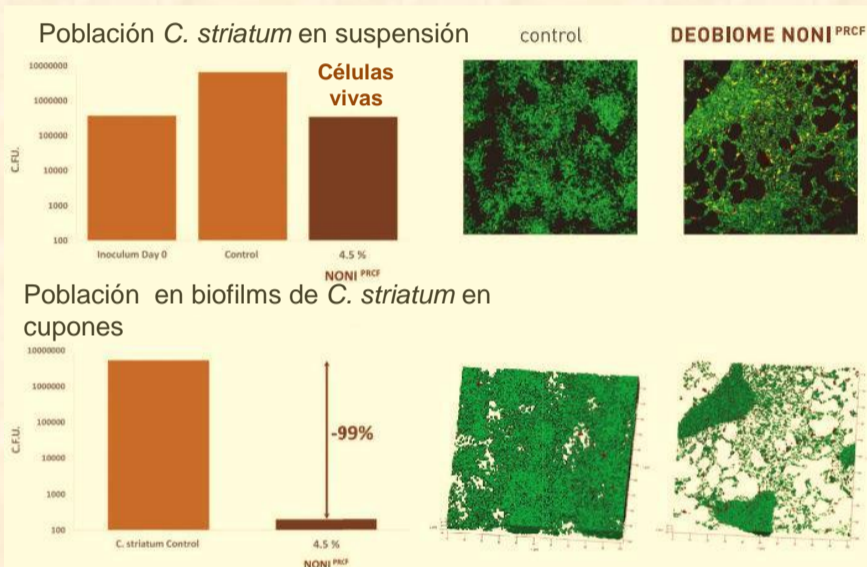 Población C. striatum en suspensión
control
DEOBIOME NONI PRCF
Células
vivas
10000000
1000000
100000
10000
1000
100
C.FU.
Inoculum Day 0
Control
4.5 %
NONI PRCF
Población en biofilms de C. striatum en
cupones
10000000
1000000
100000
10000
1000
100
C.F.U.
-99%
C. striatum Control
4.5 %
NONI PRCF